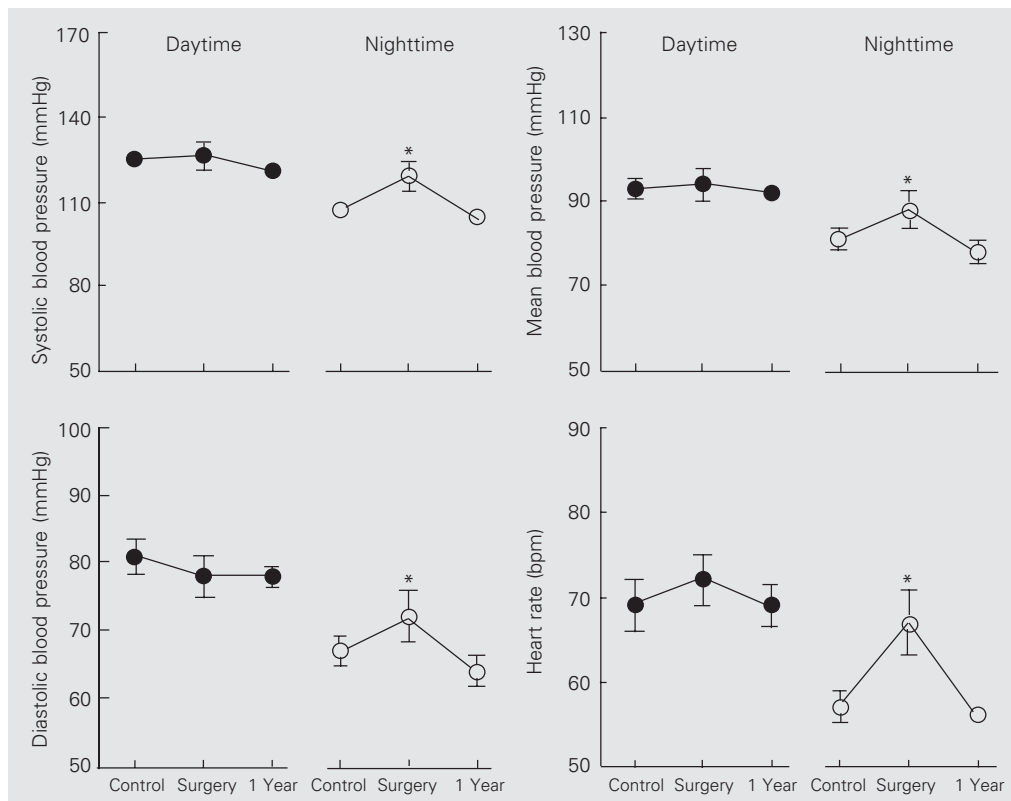 Daytime
Nighttime
Systolic blood pressure (mmHg)
170
140
110
80
50
*
Daytime
Nighttime
Mean blood pressure (mmHg)
130
110
90
70
50
*
Diastolic blood pressure (mmHg)
100
90
80
70
60
50
*
Control Surgery 1 Year
Control Surgery 1 Year
Heart rate (bpm)
90
80
70
60
50
*
Control Surgery 1 Year
Control Surgery 1 Year